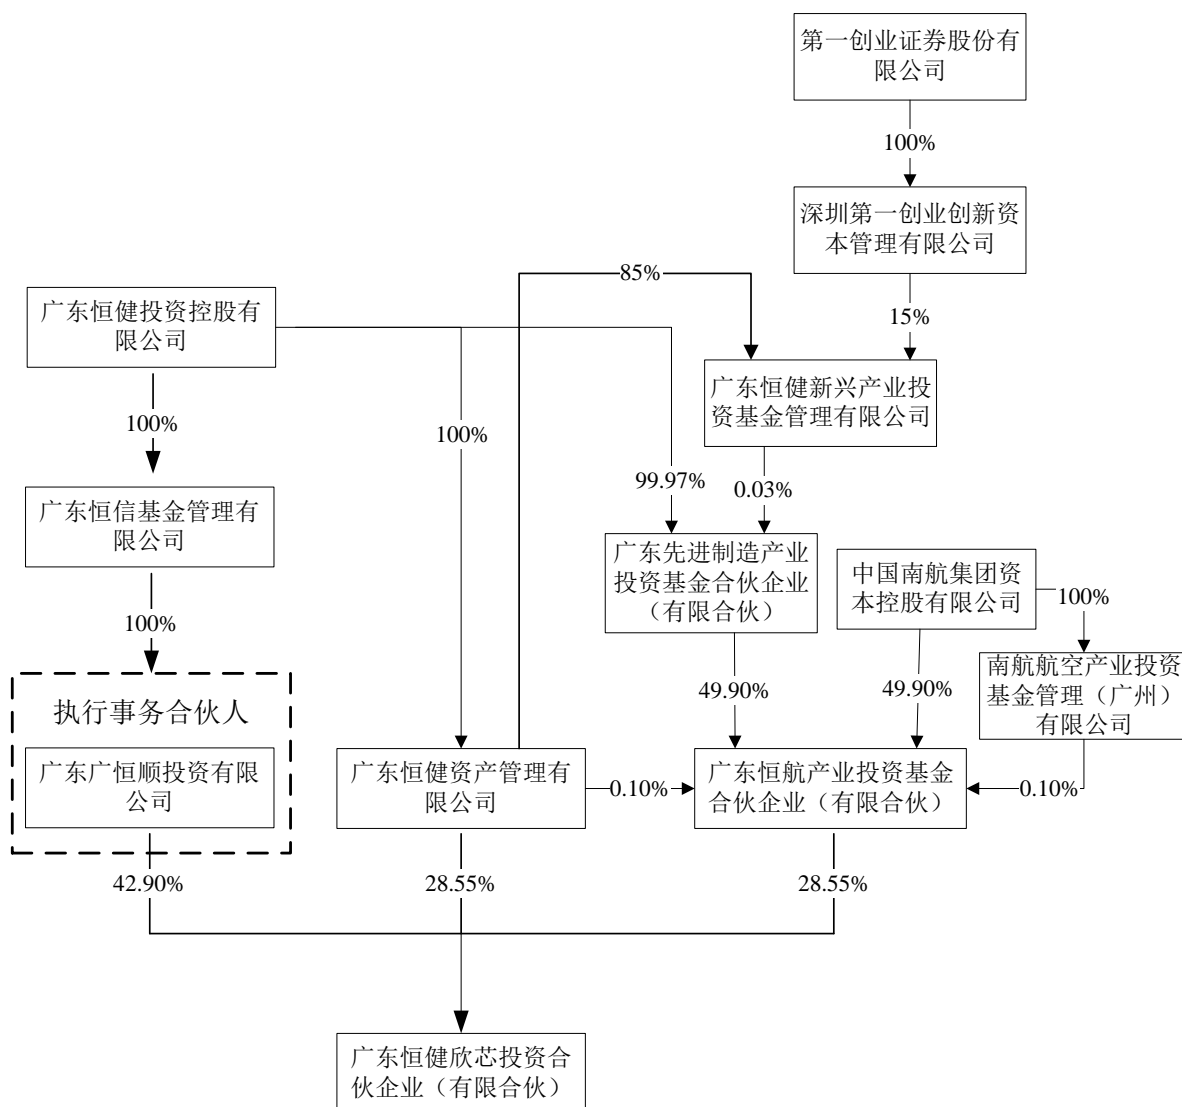 第一创业证券股份有
限公司
100%
深圳第一创业创新资
本管理有限公司
85%
15%
广东恒健投资控股有
限公司
广东恒健新兴产业投
资基金管理有限公司
100%
100%
99.97%
0.03%
广东恒信基金管理有
限公司
广东先进制造产业
投资基金合伙企业
（有限合伙）
中国南航集团资
本控股有限公司
100%
100%
49.90%
49.90%
南航航空产业投资
基金管理（广州）
有限公司
执行事务合伙人
广东广恒顺投资有限
公司
广东恒健资产管理有
限公司
0.10%
广东恒航产业投资基金
合伙企业（有限合伙）
0.10%
42.90%
28.55%
28.55%
广东恒健欣芯投资合
伙企业（有限合伙）